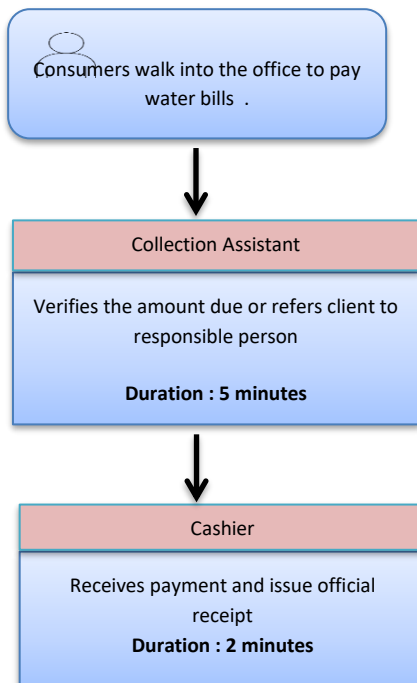 Consumers walk into the office to pay
water bills .
Collection Assistant
Verifies the amount due or refers client to
responsible person
Duration : 5 minutes
Cashier
Receives payment and issue official
receipt
Duration : 2 minutes